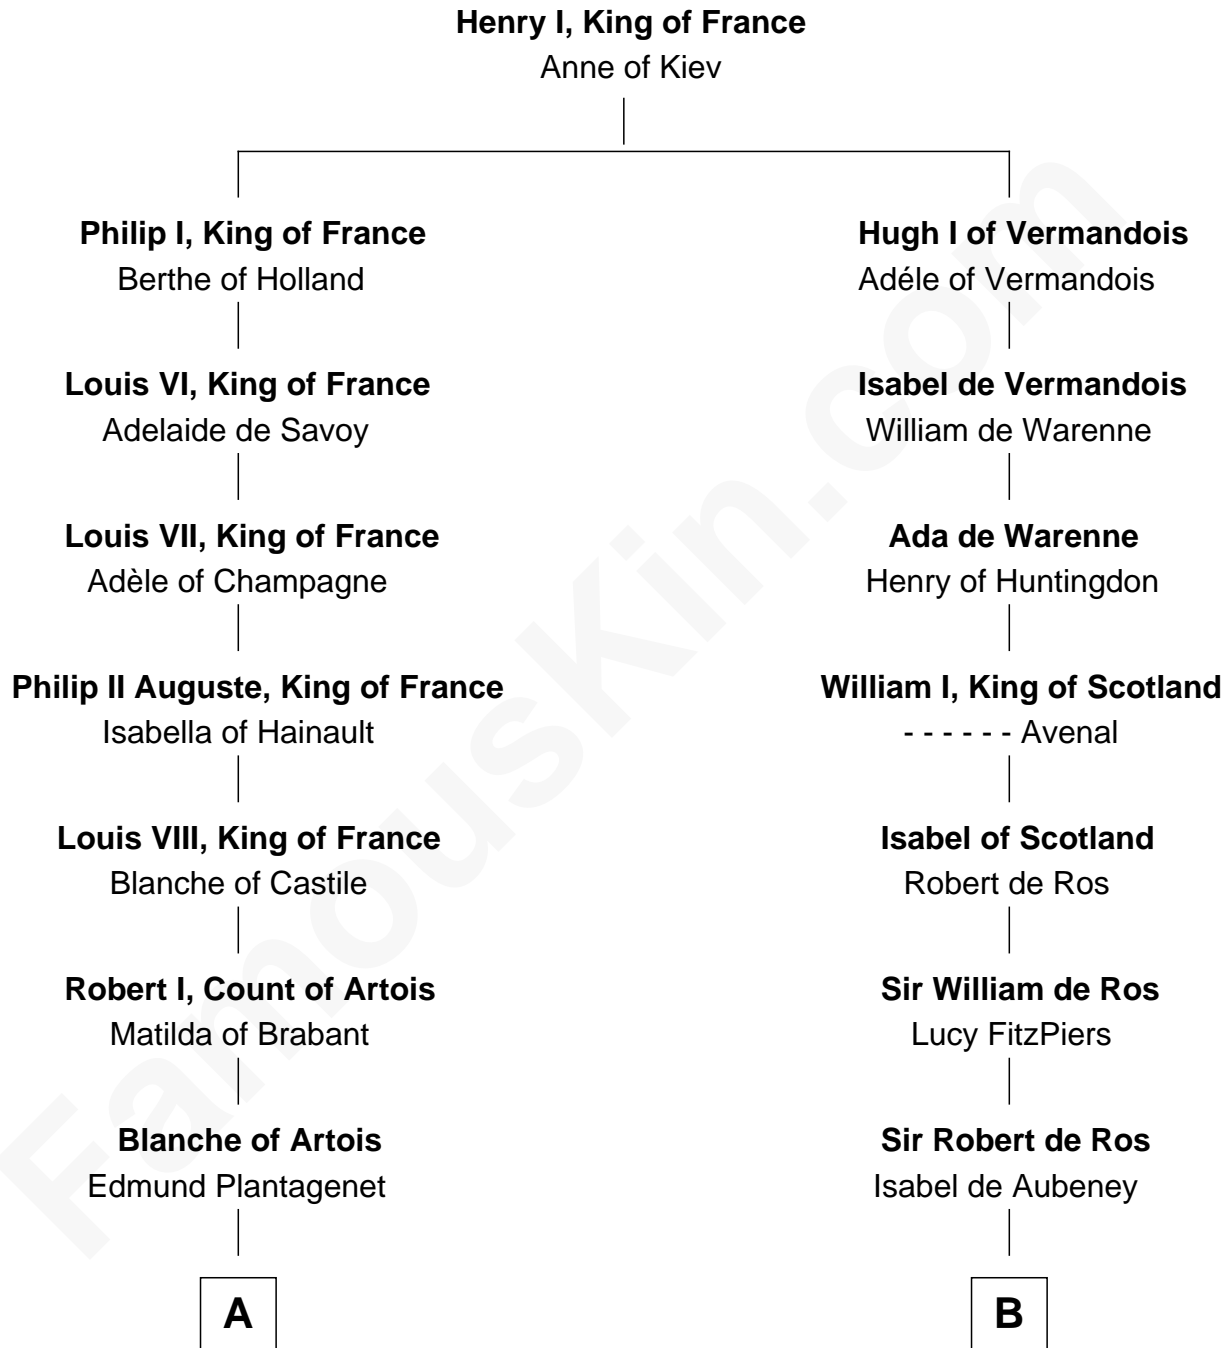 Henry I, King of France
Anne of Kiev
Philip I, King of France
Berthe of Holland
Hugh I of Vermandois
Adéle of Vermandois
Louis VI, King of France
Adelaide de Savoy
Isabel de Vermandois
William de Warenne
Louis VII, King of France
Adèle of Champagne
Ada de Warenne
Henry of Huntingdon
Philip II Auguste, King of France
Isabella of Hainault
William I, King of Scotland
- - - - - - Avenal
Louis VIII, King of France
Blanche of Castile
Isabel of Scotland
Robert de Ros
Robert I, Count of Artois
Matilda of Brabant
Sir William de Ros
Lucy FitzPiers
Blanche of Artois
Edmund Plantagenet
Sir Robert de Ros
Isabel de Aubeney
A
B
FamousKin.com